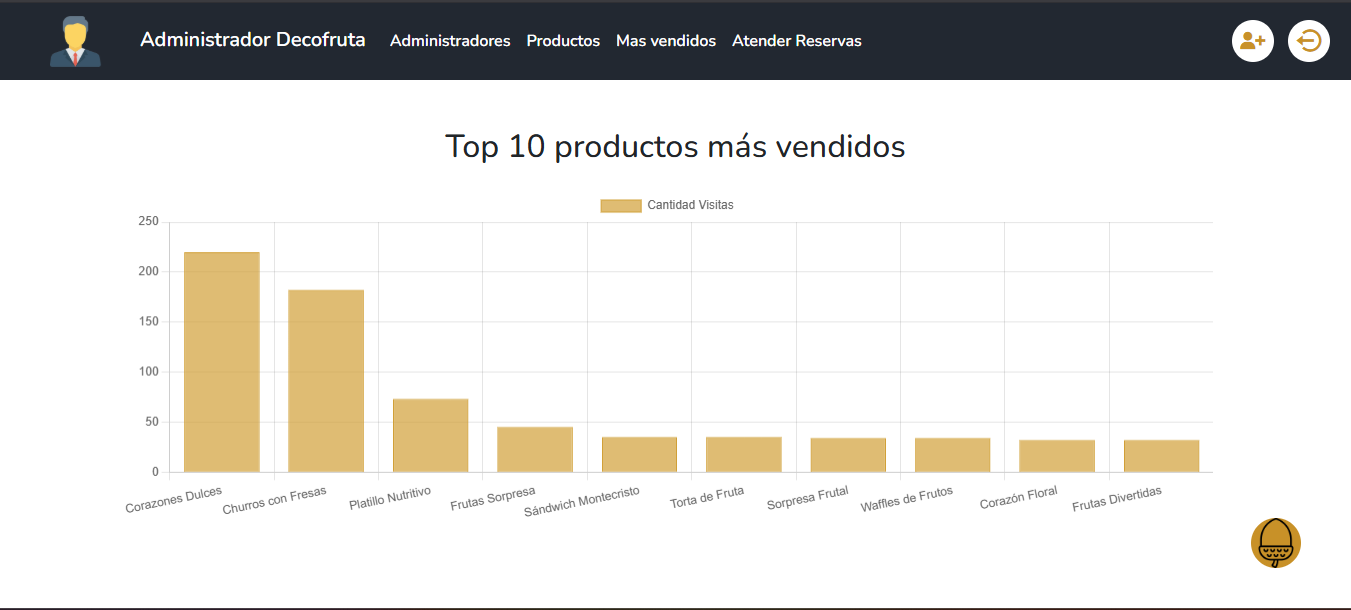 Administrador Decofruta Administradores Productos Mas vendidos Atender Reservas
Top 10 productos más vendidos
Cantidad Visitas
250
200
150
100
50
0
Corazones Dulces
Churros con Fresas
Platillo Nutritivo
Frutas Sorpresa
Sándwich Montecristo
Torta de Fruta
Sorpresa Frutal
Waffles de Frutos
Corazón Floral
Frutas Divertidas